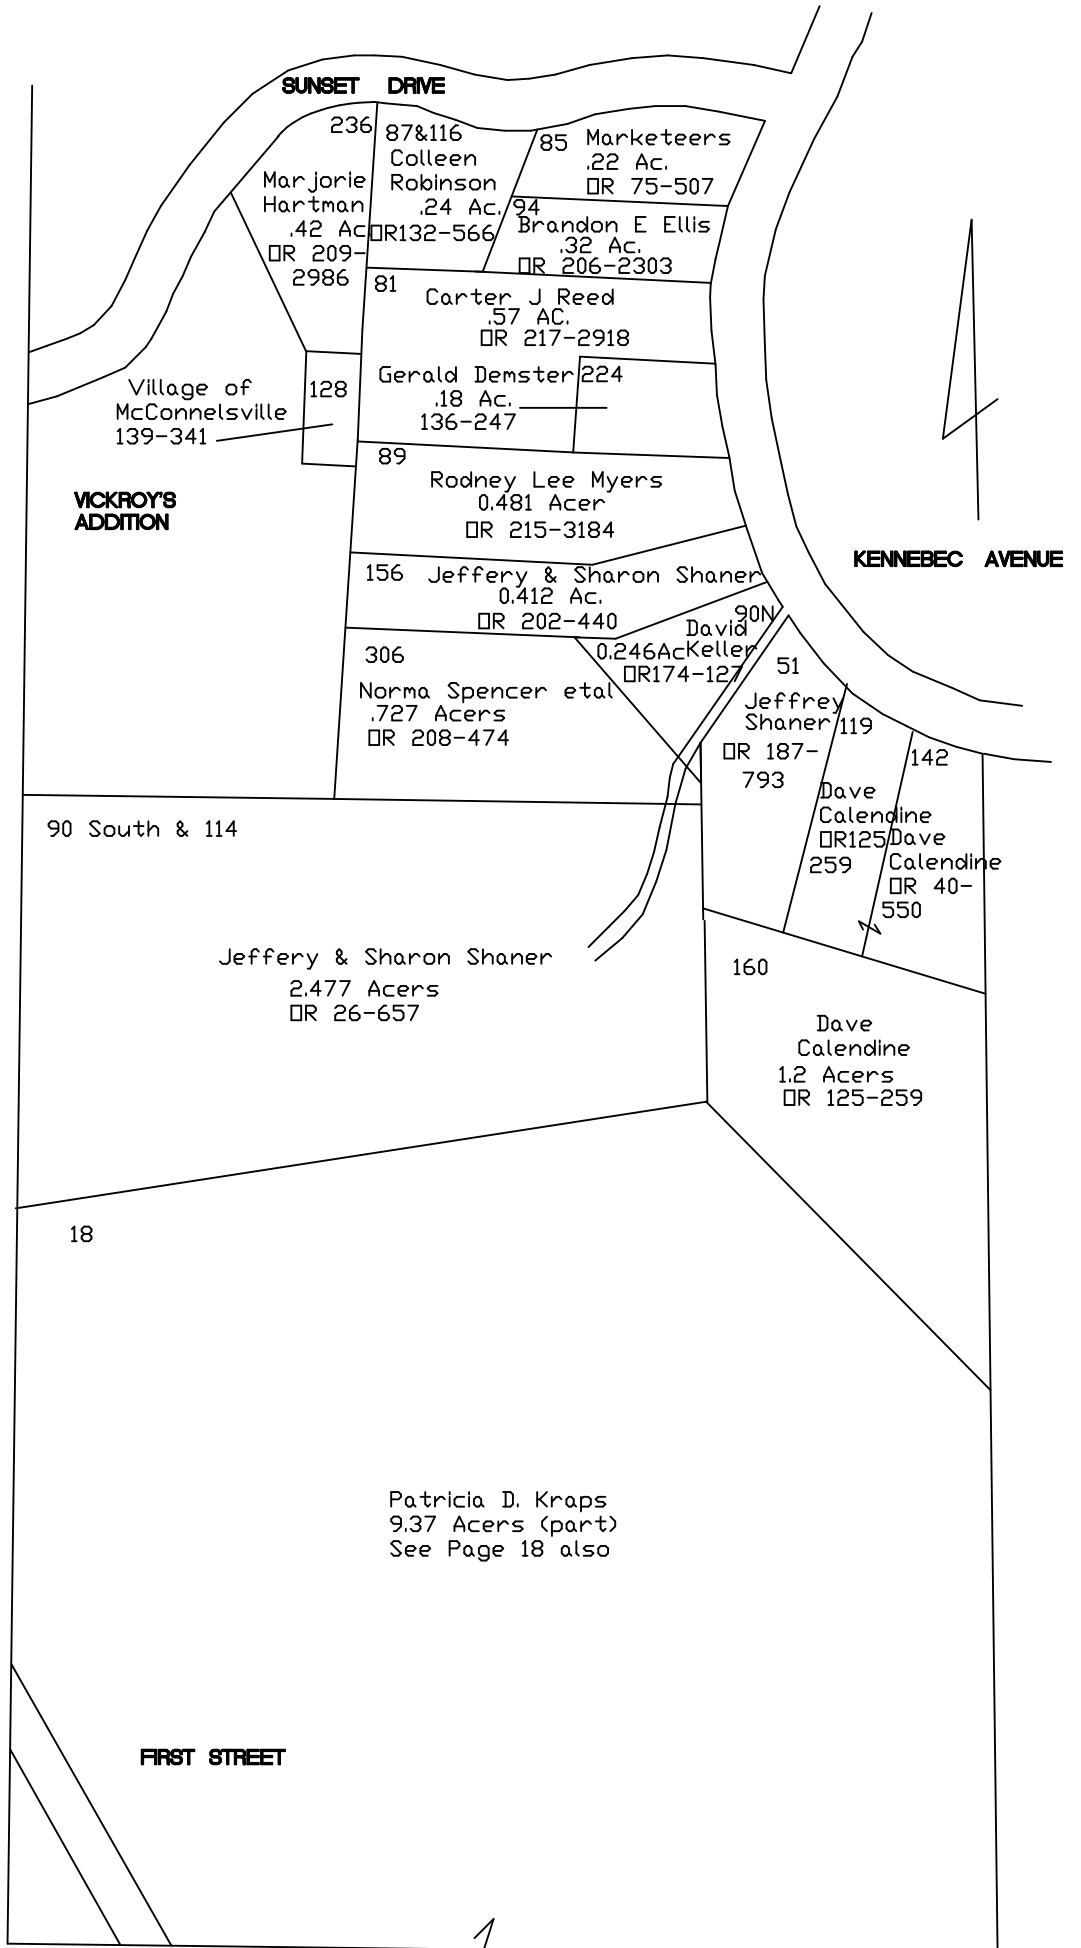 SUNSET DRIVE
236
Marjorie
Hartman
.42 Ac
OR 209-
2986
87&116
Colleen
Robinson
.24 Ac.
OR132-566
85
Marketeers
.22 Ac.
OR 75-507
94
Brandon E Ellis
.32 Ac.
OR 206-2303
81
Carter J Reed
.57 AC.
OR 217-2918
Village of
McConnelsville
139-341
128
Gerald Demster
.18 Ac.
136-247
224
89
Rodney Lee Myers
0.481 Acer
OR 215-3184
VICKROY'S
ADDITION
KENNEBEC AVENUE
156
Jeffery & Sharon Shaner
0.412 Ac.
OR 202-440
90N
David
Keller
0.246Ac
OR174-127
306
Norma Spencer etal
.727 Acers
OR 208-474
51
Jeffrey
Shaner
OR 187-
793
119
Dave
Calendine
OR125
259
142
Dave
Calendine
OR 40-
550
90 South & 114
Jeffery & Sharon Shaner
2.477 Acers
OR 26-657
160
Dave
Calendine
1.2 Acers
OR 125-259
18
Patricia D. Kraps
9.37 Acers (part)
See Page 18 also
FIRST STREET